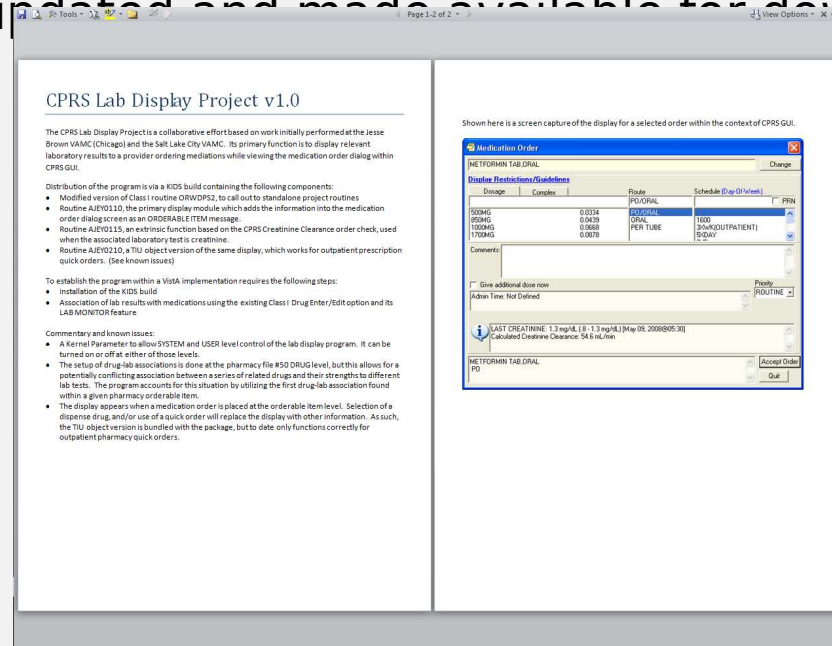 updated and made available for dev
Tools
Page 1-2 of 2
View Options
CPRS Lab Display Project v1.0
The CPRS Lab Display Project is a collaborative effort based on work initially performed at the Jesse
Brown VAMC (Chicago) and the Salt Lake City VAMC. Its primary function is to display relevant
laboratory results to a provider ordering mediations while viewing the medication order dialog within
CPRS GUI.
Distribution of the program is via a KIDS build containing the following components:
• Modified version of Class I routine ORWDPS2, to call out to standalone project routines
• Routine AJEY0110, the primary display module which adds the information into the medication
order dialog screen as an ORDERABLE ITEM message.
• Routine AJEY0115, an extrinsic function based on the CPRS Creatinine Clearance order check, used
when the associated laboratory test is creatinine.
• Routine AJEY0210, a TIU object version of the same display, which works for outpatient prescription
quick orders. (See known issues)
To establish the program within a VistA implementation requires the following steps:
• Installation of the KIDS build
• Association of lab results with medications using the existing Class I Drug Enter/Edit option and its
LAB MONITOR feature
Commentary and known issues:
• A Kernel Parameter to allow SYSTEM and USER level control of the lab display program. It can be
turned on or off at either of those levels.
• The setup of drug-lab associations is done at the pharmacy file #50 DRUG level, but this allows for a
potentially conflicting association between a series of related drugs and their strengths to different
lab tests. The program accounts for this situation by utilizing the first drug-lab association found
within a given pharmacy orderable item.
• The display appears when a medication order is placed at the orderable item level. Selection of a
dispense drug, and/or use of a quick order will replace the display with other information. As such,
the TIU object version is bundled with the package, but to date only functions correctly for
outpatient pharmacy quick orders.
Shown here is a screen capture of the display for a selected order within the context of CPRS GUI.
Medication Order
METFORMIN TAB,ORAL
Change
Display Restrictions/Guidelines
Dosage Complex Route Schedule (Day-Of-Week)
PO/ORAL PRN
500MG 0.0334 PO/ORAL
850MG 0.0439 ORAL 1600
1000MG 0.0668 PER TUBE 3XWK(OUTPATIENT)
1700MG 0.0878 5XDAY
Comments:
Give additional dose now
Priority
Admin Time: Not Defined
ROUTINE
LAST CREATININE: 1.3 mg/dL (.8 - 1.3 mg/dL) [May 09, 2008@05:30]
Calculated Creatinine Clearance: 54.6 mL/min
METFORMIN TAB,ORAL
PO
Accept Order
Quit